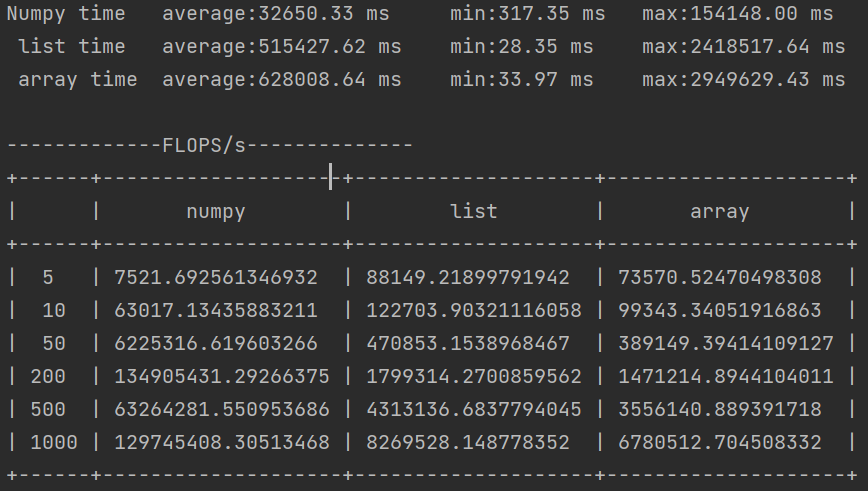 Numpy time  average:32650.33 ms     min:317.35 ms   max:154148.00 ms
 list time   average:515427.62 ms    min:28.35 ms    max:2418517.64 ms
 array time  average:628008.64 ms    min:33.97 ms    max:2949629.43 ms
-------------FLOPS/s--------------
+------+--------------------+--------------------+--------------------+
|      |       numpy        |        list        |       array        |
+------+--------------------+--------------------+--------------------+
|  5   | 7521.692561346932  | 88149.21899791942  | 73570.52470498308  |
|  10  | 63017.13435883211  | 122703.90321116058 | 99343.34051916863  |
|  50  | 6225316.619603266  | 470853.1538968467  | 389149.39414109127 |
| 200  | 134905431.29266375 | 1799314.2700859562 | 1471214.8944104011 |
| 500  | 63264281.550953686 | 4313136.6837794045 | 3556140.889391718  |
| 1000 | 129745408.30513468 | 8269528.148778352  | 6780512.704508332  |
+------+--------------------+--------------------+--------------------+